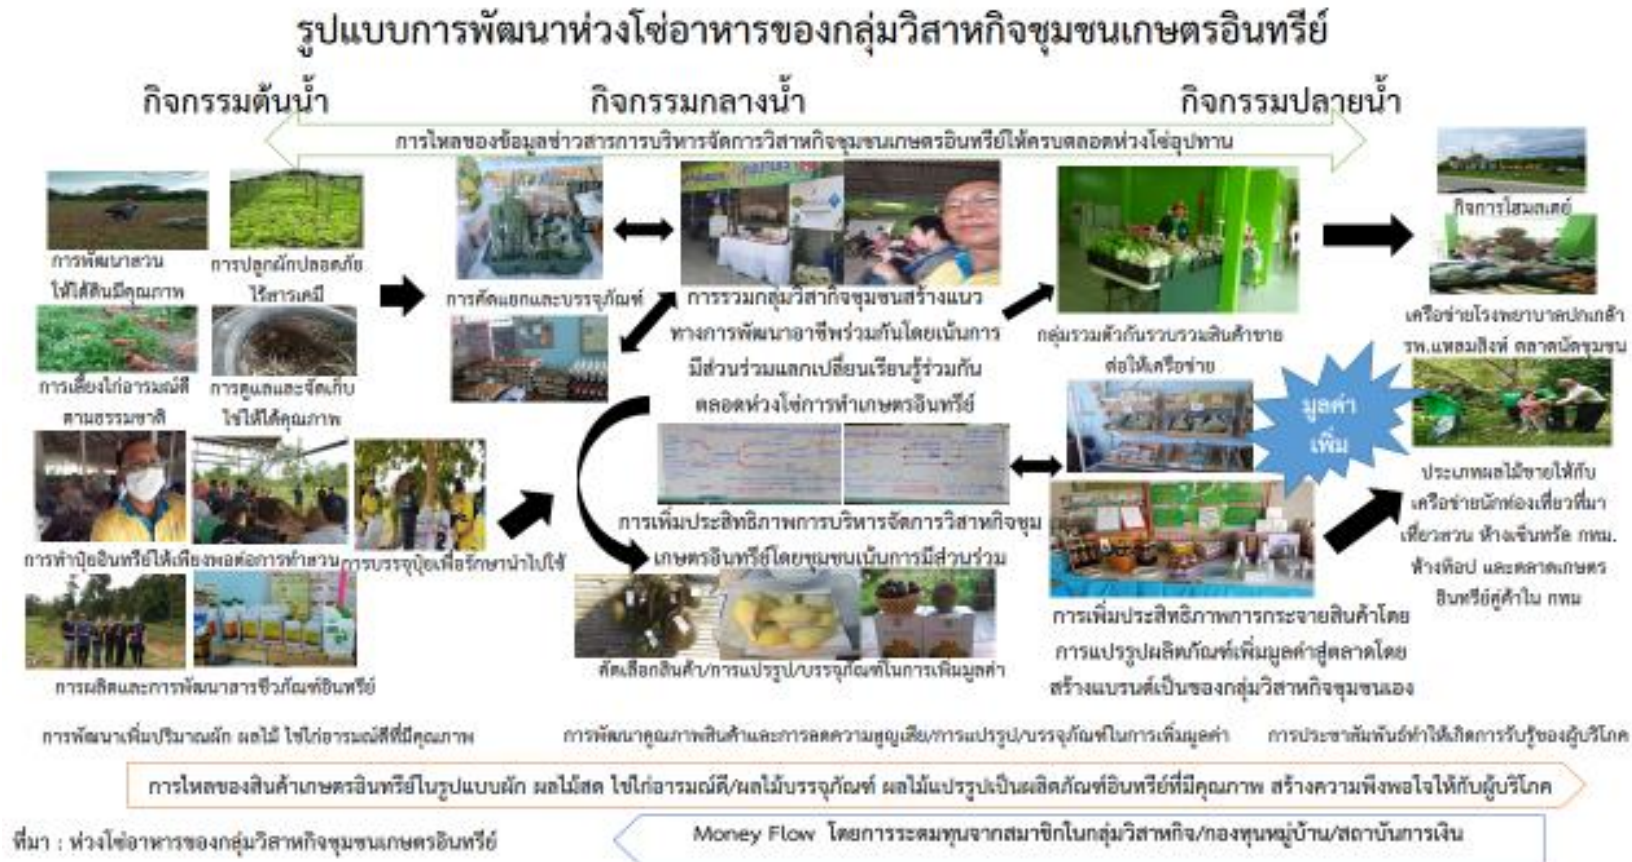 รูปแบบการพัฒนาห่วงโซ่อาหารของกลุ่มวิสาหกิจชุมชนเกษตรอินทรีย์
กิจกรรมต้นน้ำ
กิจกรรมกลางน้ำ
กิจกรรมปลายน้ำ
การไหลของข้อมูลข่าวสารการบริหารจัดการวิสาหกิจชุมชนเกษตรอินทรีย์ให้ครบตลอดห่วงโซ่อุปทาน
การพัฒนาสวน
ให้ได้ดินมีคุณภาพ
การปลูกผักปลอดภัย
ไร้สารเคมี
การเลี้ยงไก่อารมณ์ดี
ตามธรรมชาติ
การดูแลและจัดเก็บ
ไข่ให้ได้คุณภาพ
การทำปุ๋ยอินทรีย์ให้เพียงพอต่อการทำสวน
การบรรจุปุ๋ยเพื่อรักษานำไปใช้
การผลิตและการพัฒนาสารชีวภัณฑ์อินทรีย์
การคัดแยกและบรรจุภัณฑ์
การรวมกลุ่มวิสากิจชุมชนสร้างแนว
ทางการพัฒนาอาชีพร่วมกันโดยเน้นการ
มีส่วนร่วมแลกเปลี่ยนเรียนรู้ร่วมกัน
ตลอดห่วงโซ่การทำเกษตรอินทรีย์
การเพิ่มประสิทธิภาพการบริหารจัดการวิสาหกิจชุม
เกษตรอินทรีย์โดยชุมชนเน้นการมีส่วนร่วม
คัดเลือกสินค้า/การแปรรูป/บรรจุภัณฑ์ในการเพิ่มมูลค่า
กลุ่มรวมตัวกันรวบรวมสินค้าขาย
ต่อให้เครือข่าย
มูลค่า
เพิ่ม
การเพิ่มประสิทธิภาพการกระจายสินค้าโดย
การแปรรูปผลิตภัณฑ์เพิ่มมูลค่าสู่ตลาดโดย
สร้างแบรนด์เป็นของกลุ่มวิสาหกิจชุมชนเอง
กิจการโฮมสเตย์
เครือข่ายโรงพยาบาลปกเกล้า
รพ.แหลมสิงห์ ตลาดนัดชุมชน
ประเภทผลไม้ขายให้กับ
เครือข่ายนักท่องเที่ยวที่มา
เที่ยวสวน ห้างเซ็นทรัล กทม.
ห้างท๊อป และตลาดเกษตร
อินทรีย์คู่ค้าใน กทม
การพัฒนาเพิ่มปริมาณผัก ผลไม้ ไข่ไก่อารมณ์ดีที่มีคุณภาพ
การพัฒนาคุณภาพสินค้าและการลดความสูญเสีย/การแปรรูป/บรรจุภัณฑ์ในการเพิ่มมูลค่า
การประชาสัมพันธ์ทำให้เกิดการรับรู้ของผู้บริโภค
การไหลของสินค้าเกษตรอินทรีย์ในรูปแบบผัก ผลไม้สด ไข่ไก่อารมณ์ดี/ผลไม้บรรจุภัณฑ์ ผลไม้แปรรูปเป็นผลิตภัณฑ์อินทรีย์ที่มีคุณภาพ สร้างความพึงพอใจให้กับผู้บริโภค
ที่มา : ห่วงโซ่อาหารของกลุ่มวิสาหกิจชุมชนเกษตรอินทรีย์
Money Flow โดยการระดมทุนจากสมาชิกในกลุ่มวิสาหกิจ/กองทุนหมู่บ้าน/สถาบันการเงิน